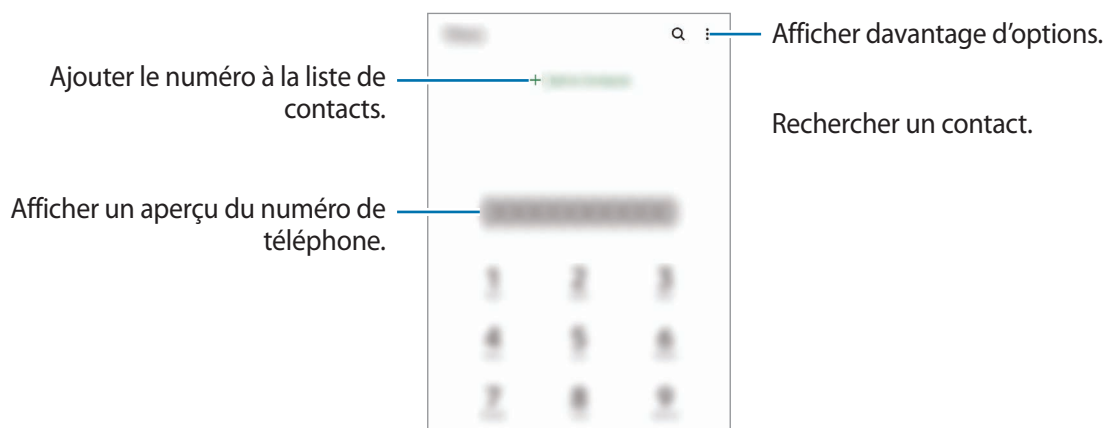 Afficher davantage d'options.
Ajouter le numéro à la liste de
contacts.
Rechercher un contact.
Afficher un aperçu du numéro de
téléphone.
1 2 3
4 5 6
7 8 9